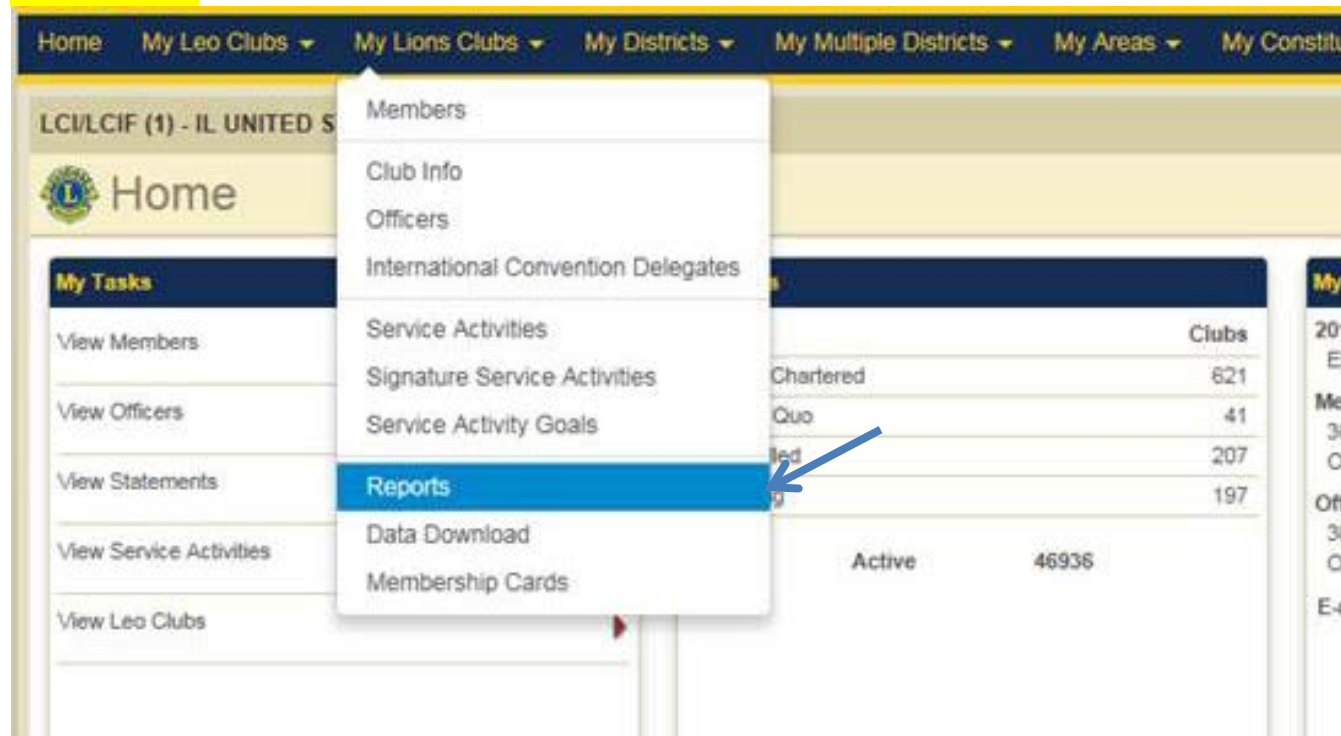 Home My Leo Clubs My Lions Clubs My Districts My Multiple Districts My Areas My
LCI/LCIF (1) - IL UNITED
Home
Members
Club Info
Officers
International Convention Delegates
Service Activities
Signature Service Activities
Service Activity Goals
Reports
Data Download
Membership Cards
My Tasks
View Members
View Officers
View Statements
View Service Activities
View Leo Clubs
Clubs
Chartered 621
Quo 41
207
197
Active 46936
My